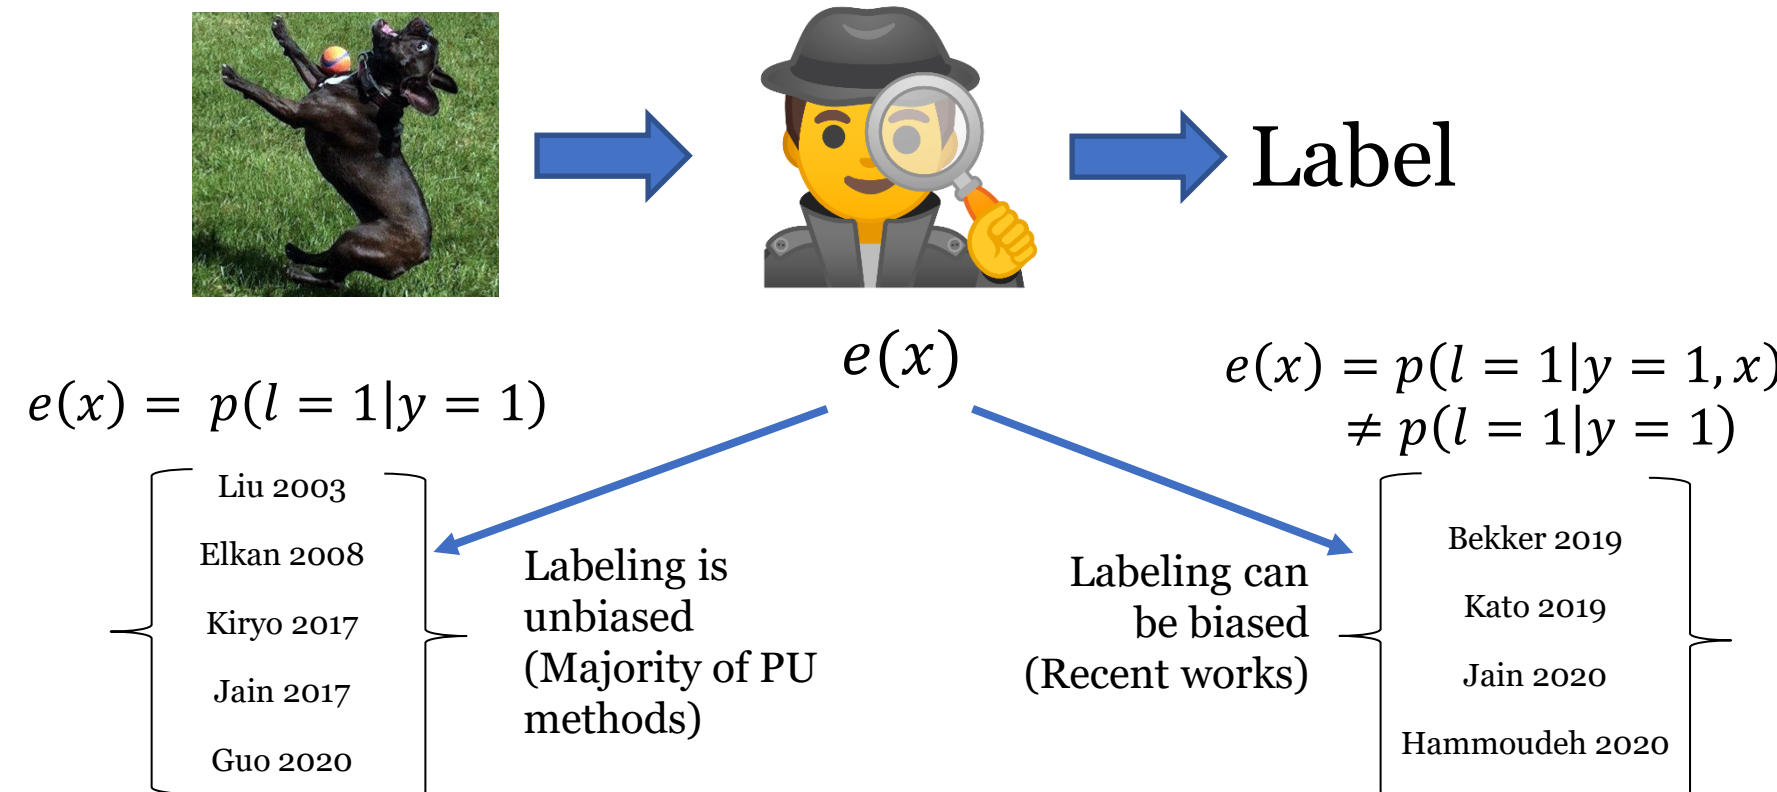 Label
e(x)
e(x) = p(l = 1|y = 1)
Liu 2003
Elkan 2008
Kiryo 2017
Jain 2017
Guo 2020
Labeling is
unbiased
(Majority of PU
methods)
e(x) = p(l = 1|y = 1, x)
≠ p(l = 1|y = 1)
Labeling can
be biased
(Recent works)
Bekker 2019
Kato 2019
Jain 2020
Hammoudeh 2020